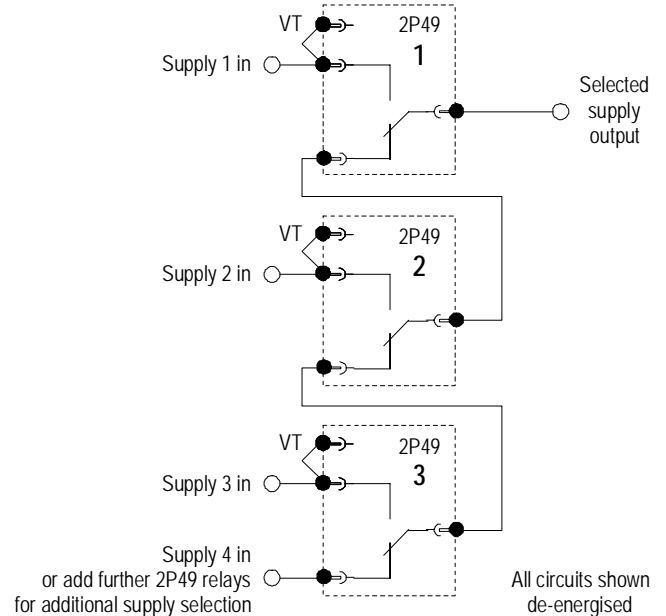 VT
2P49
1
Supply 1 in
Selected
supply
output
VT
2P49
2
Supply 2 in
VT
2P49
3
Supply 3 in
Supply 4 in
or add further 2P49 relays
for additional supply selection
All circuits shown
de-energised